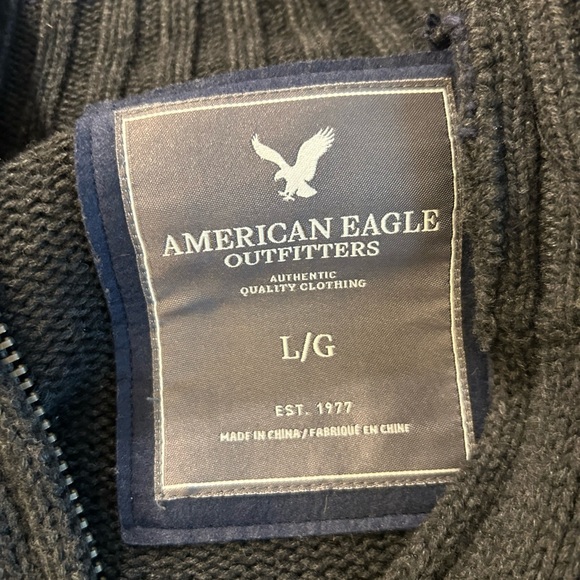 AMERICAN EAGLE
OUTFITTERS
AUTHENTIC
QUALITY CLOTHING
L/G
EST. 1977
MADE IN CHINA/FABRIQUÉ EN CHINE